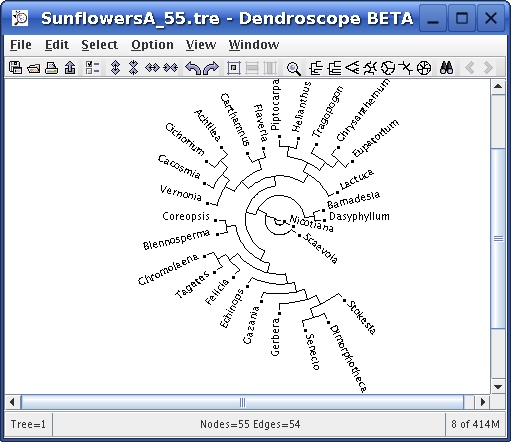 SunflowersA_55.tre - Dendroscope BETA
File Edit Select Option View Window
Piptocarpa
Helianthus
Tragopogon
Chrysanthemum
Eupatorium
Lactuca
Barnadesia
Dasyphyllum
Nicotiana
Scaevola
Stokesia
Dimorphotheca
Senecio
Gerbera
Gazania
Echinops
Felicia
Tagetes
Chromolaena
Blennosperma
Coreopsis
Vernonia
Cacosmia
Cichorium
Achillea
Carthamnus
Flaveria
Tree=1 Nodes=55 Edges=54 8 of 414M